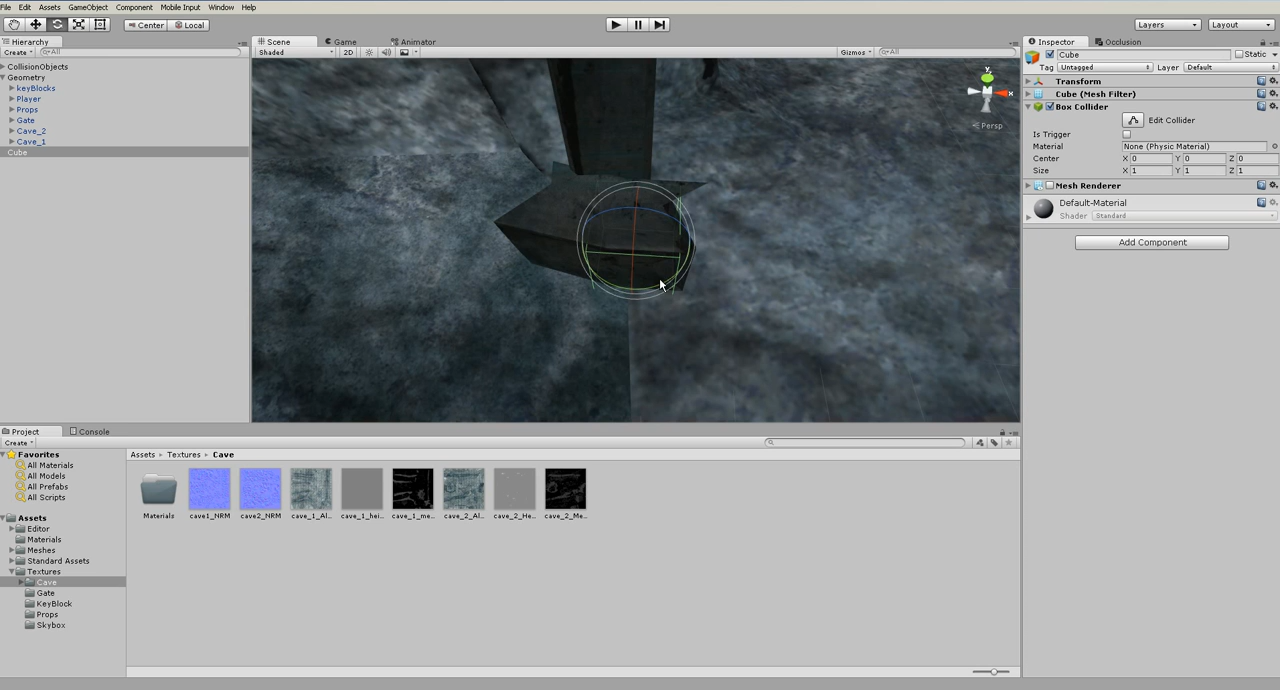 File Edit Assets GameObject Component Mobile Input Window Help
Center Local Layers Layout
Hierarchy
Create All
CollisionObjects
Geometry
keyBlocks
Player
Props
Gate
Cave_2
Cave_1
Cube
Scene Game Animator
Shaded 2D Gizmos All
y
x
Persp
Inspector Occlusion
Cube Static
Tag Untagged Layer Default
Transform
Cube (Mesh Filter)
Box Collider
Edit Collider
Is Trigger
Material None (Physic Material)
Center X 0 Y 0 Z 0
Size X 1 Y 1 Z 1
Mesh Renderer
Default-Material
Shader Standard
Add Component
Project Console
Create
Favorites
All Materials
All Models
All Prefabs
All Scripts
Assets
Editor
Materials
Meshes
Standard Assets
Textures
Cave
Gate
KeyBlock
Props
Skybox
Assets Textures Cave
Materials cave1_NRM cave2_NRM cave_1_Al... cave_1_hei... cave_1_me... cave_2_Al... cave_2_He... cave_2_Me...